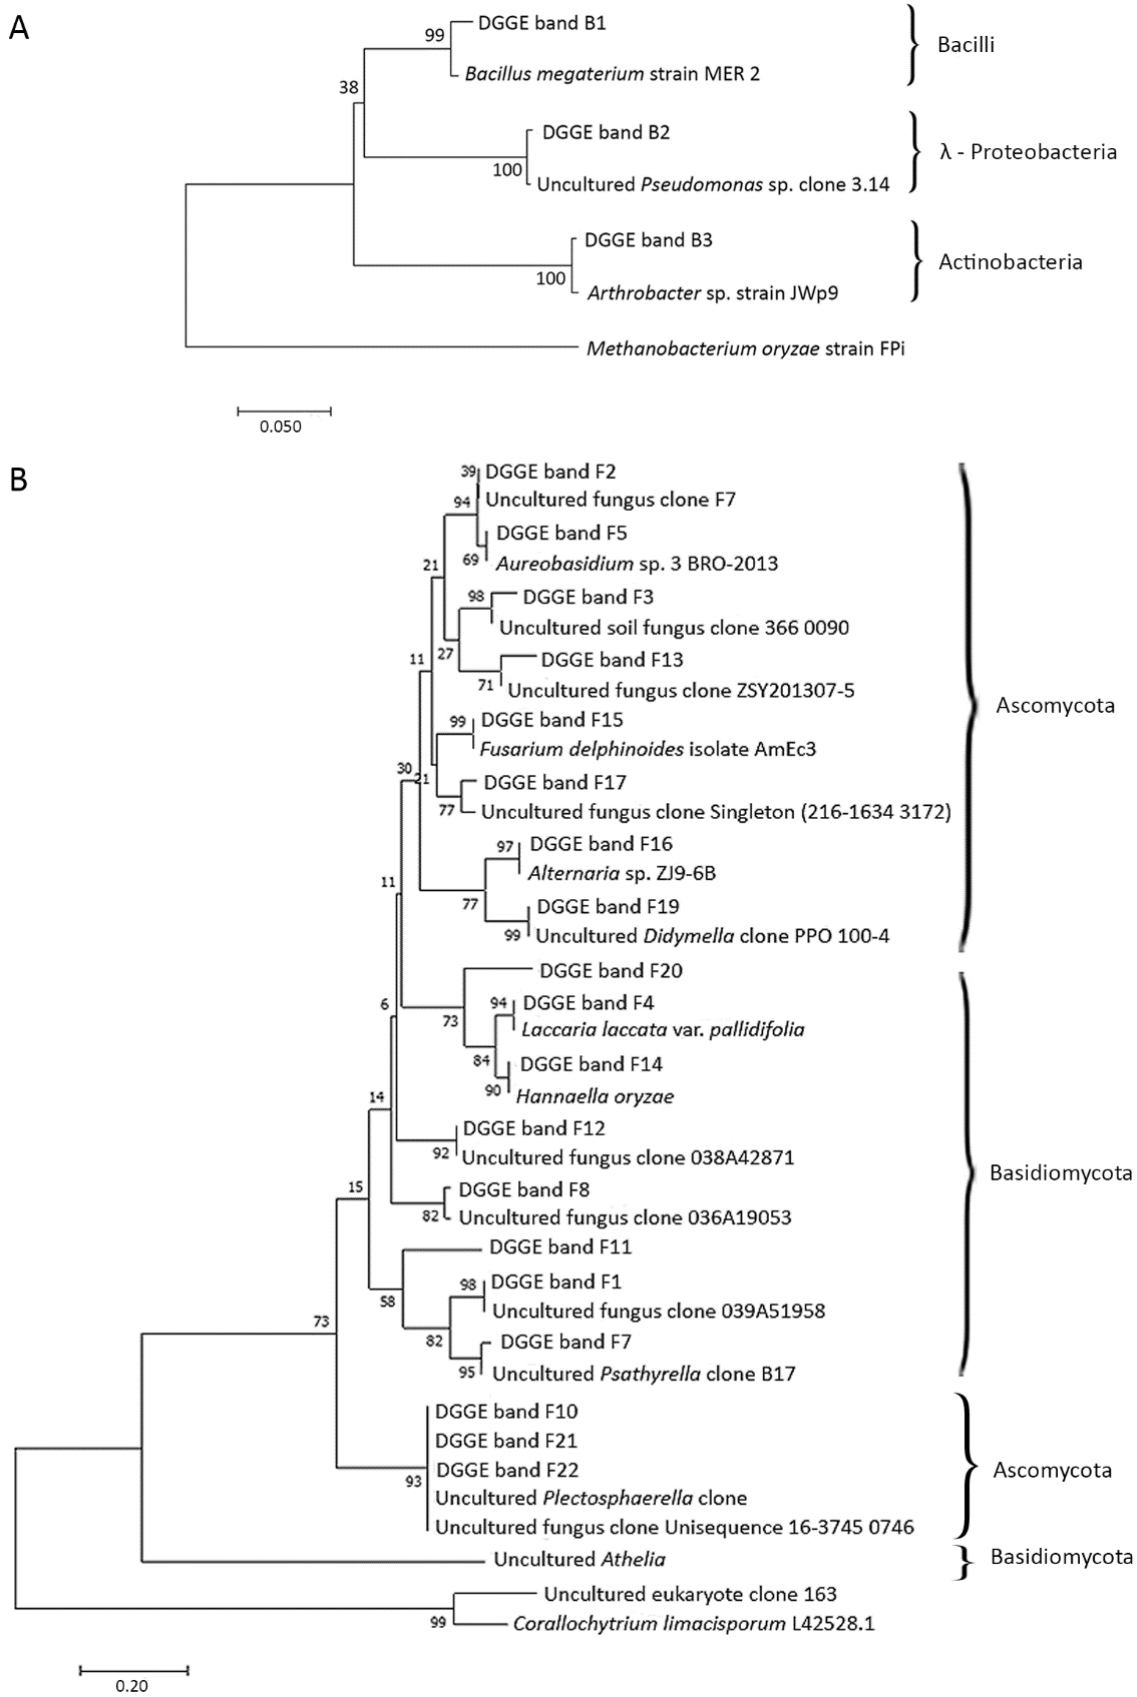 A
DGGE band B1
99
Bacilli
Bacillus megaterium strain MER 2
38
DGGE band B2
λ - Proteobacteria
100
Uncultured Pseudomonas sp. clone 3.14
DGGE band B3
Actinobacteria
100
Arthrobacter sp. strain JWp9
Methanobacterium oryzae strain FPi
0.050
B
39 DGGE band F2
94 Uncultured fungus clone F7
DGGE band F5
69 Aureobasidium sp. 3 BRO-2013
21
98 DGGE band F3
Uncultured soil fungus clone 366 0090
27
11 DGGE band F13
71 Uncultured fungus clone ZSY201307-5
Ascomycota
99 DGGE band F15
Fusarium delphinoides isolate AmEc3
30 21
DGGE band F17
77 Uncultured fungus clone Singleton (216-1634 3172)
97 DGGE band F16
Alternaria sp. ZJ9-6B
11
77 DGGE band F19
99 Uncultured Didymella clone PPO 100-4
DGGE band F20
6 94 DGGE band F4
73 Laccaria laccata var. pallidifolia
84 DGGE band F14
90 Hannaella oryzae
14
DGGE band F12
92 Uncultured fungus clone 038A42871
Basidiomycota
15 DGGE band F8
82 Uncultured fungus clone 036A19053
DGGE band F11
98 DGGE band F1
58 Uncultured fungus clone 039A51958
73
82 DGGE band F7
95 Uncultured Psathyrella clone B17
DGGE band F10
DGGE band F21
DGGE band F22
93
Ascomycota
Uncultured Plectosphaerella clone
Uncultured fungus clone Unisequence 16-3745 0746
Uncultured Athelia
Basidiomycota
Uncultured eukaryote clone 163
99 Corallochytrium limacisporum L42528.1
0.20